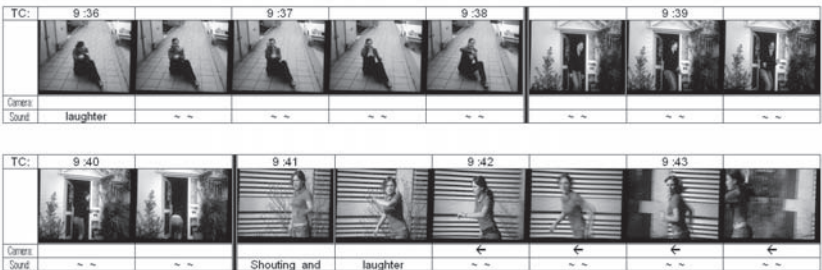 TC: 9 :36 9 :37 9 :38 9 :39
Camera:
Sound: laughter ~ ~ ~ ~ ~ ~ ~ ~ ~ ~ ~ ~ ~ ~
TC: 9 :40 9 :41 9 :42 9 :43
Camera: ← ← ← ←
Sound: ~ ~ ~ ~ Shouting and laughter ~ ~ ~ ~ ~ ~ ~ ~